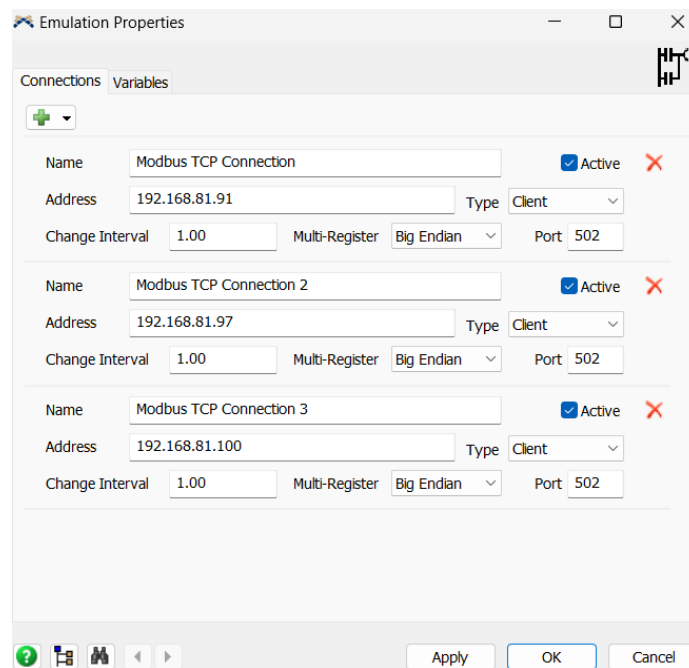 Emulation Properties
Connections Variables
Name Modbus TCP Connection Active
Address 192.168.81.91 Type Client
Change Interval 1.00 Multi-Register Big Endian Port 502
Name Modbus TCP Connection 2 Active
Address 192.168.81.97 Type Client
Change Interval 1.00 Multi-Register Big Endian Port 502
Name Modbus TCP Connection 3 Active
Address 192.168.81.100 Type Client
Change Interval 1.00 Multi-Register Big Endian Port 502
Apply OK Cancel